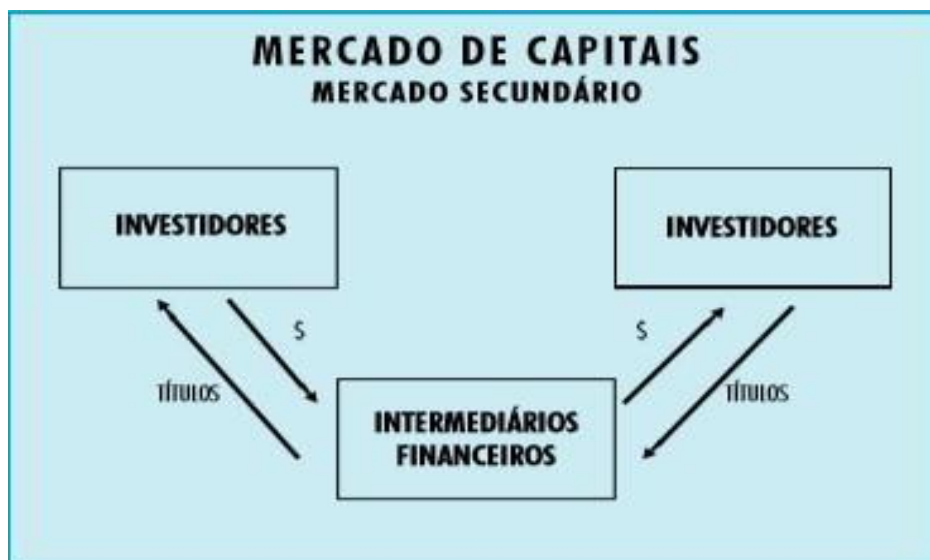 MERCADO DE CAPITAIS
MERCADO SECUNDÁRIO
INVESTIDORES
INVESTIDORES
$
$
TÍTULOS
TÍTULOS
INTERMEDIÁRIOS
FINANCEIROS